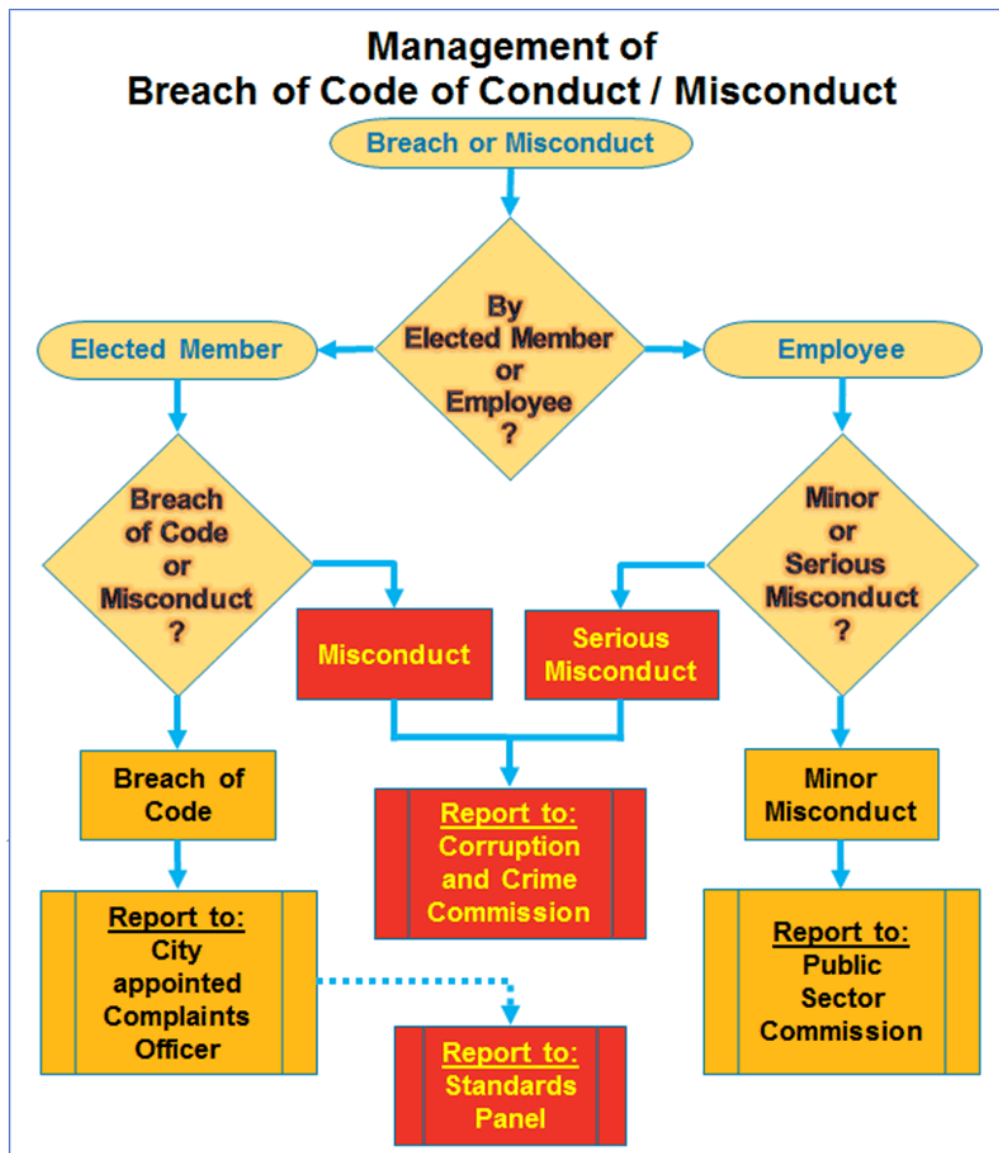 Management of
Breach of Code of Conduct / Misconduct
Breach or Misconduct
By
Elected Member
or
Employee
?
Elected Member
Employee
Breach
of Code
or
Misconduct
?
Minor
or
Serious
Misconduct
?
Misconduct
Serious
Misconduct
Breach of
Code
Report to:
Corruption
and Crime
Commission
Minor
Misconduct
Report to:
City
appointed
Complaints
Officer
Report to:
Public
Sector
Commission
Report to:
Standards
Panel